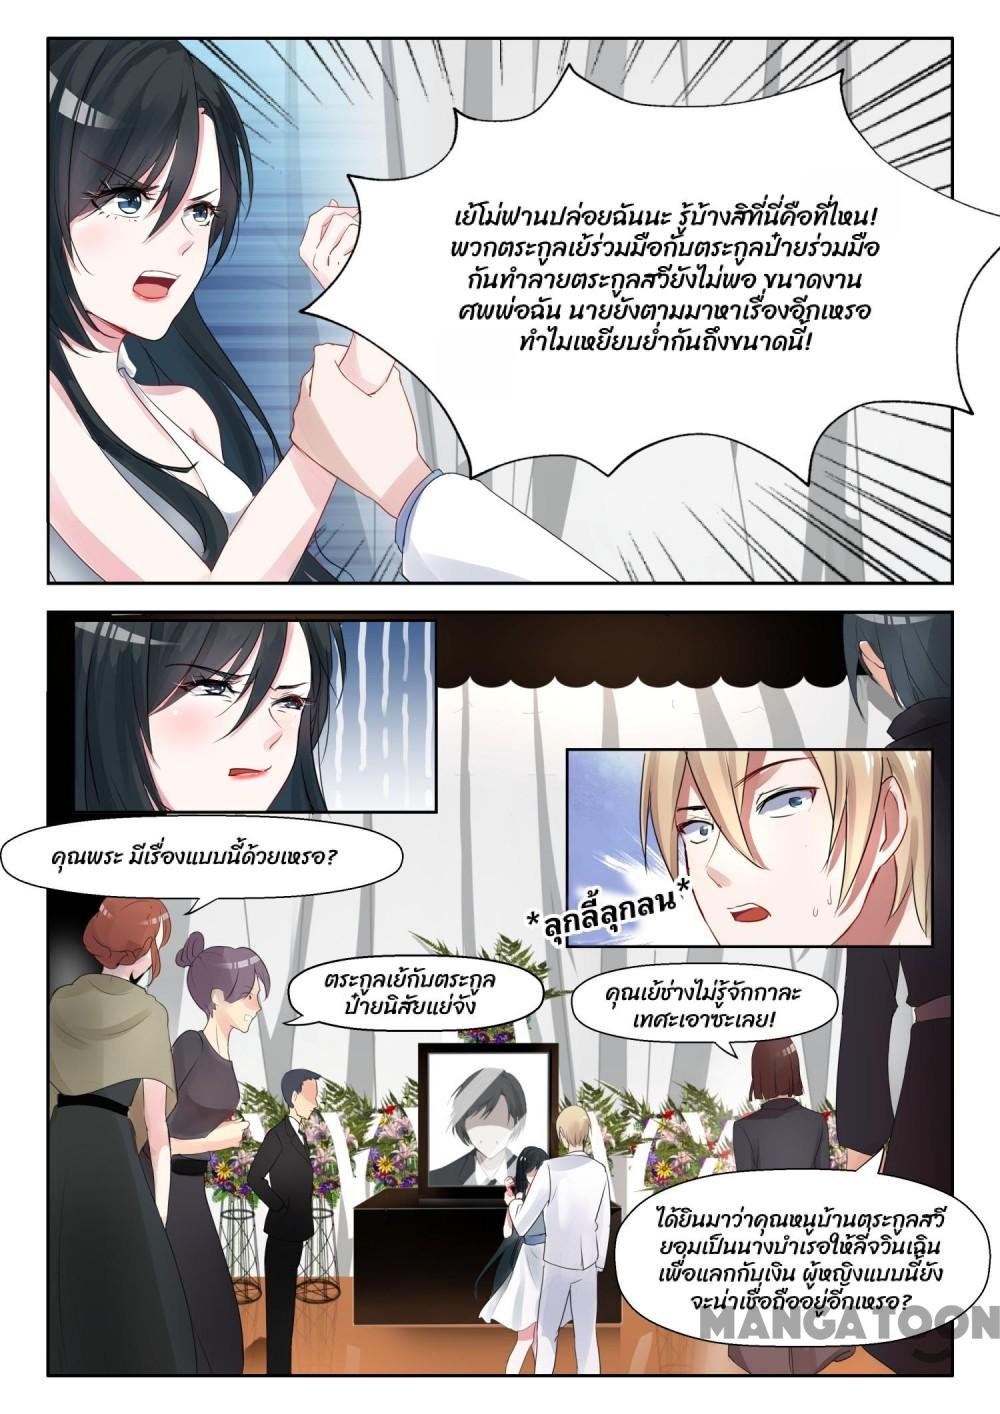 เย้โม่ฟานปล่อยฉันนะ รู้บ้างสิที่นี่คือที่ไหน!
พวกตระกูลเย้ร่วมมือกับตระกูลป๋ายร่วมมือ
กันทำลายตระกูลสวียังไม่พอ ขนาดงาน
ศพพ่อฉัน นายยังตามมาหาเรื่องอีกเหรอ
ทำไมเหยียบย่ำกันถึงขนาดนี้!
คุณพระ มีเรื่องแบบนี้ด้วยเหรอ?
*ลุกลี้ลุกลน*
ตระกูลเย้กับตระกูล
ป๋ายนิสัยแย่จัง
คุณเย้ช่างไม่รู้จักกาละ
เทศะเอาซะเลย!
ได้ยินมาว่าคุณหนูบ้านตระกูลสวี
ยอมเป็นนางบำเรอให้ลี่จวินเฉิน
เพื่อแลกกับเงิน ผู้หญิงแบบนี้ยัง
จะน่าเชื่อถืออยู่อีกเหรอ?
MANGATOON